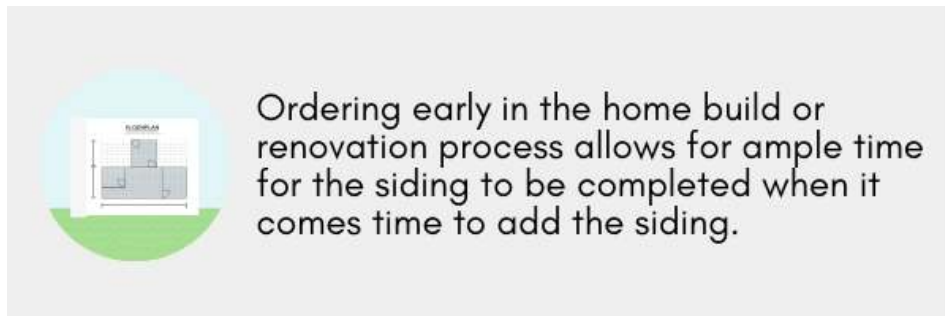 FLOORPLAN
Ordering early in the home build or
renovation process allows for ample time
for the siding to be completed when it
comes time to add the siding.